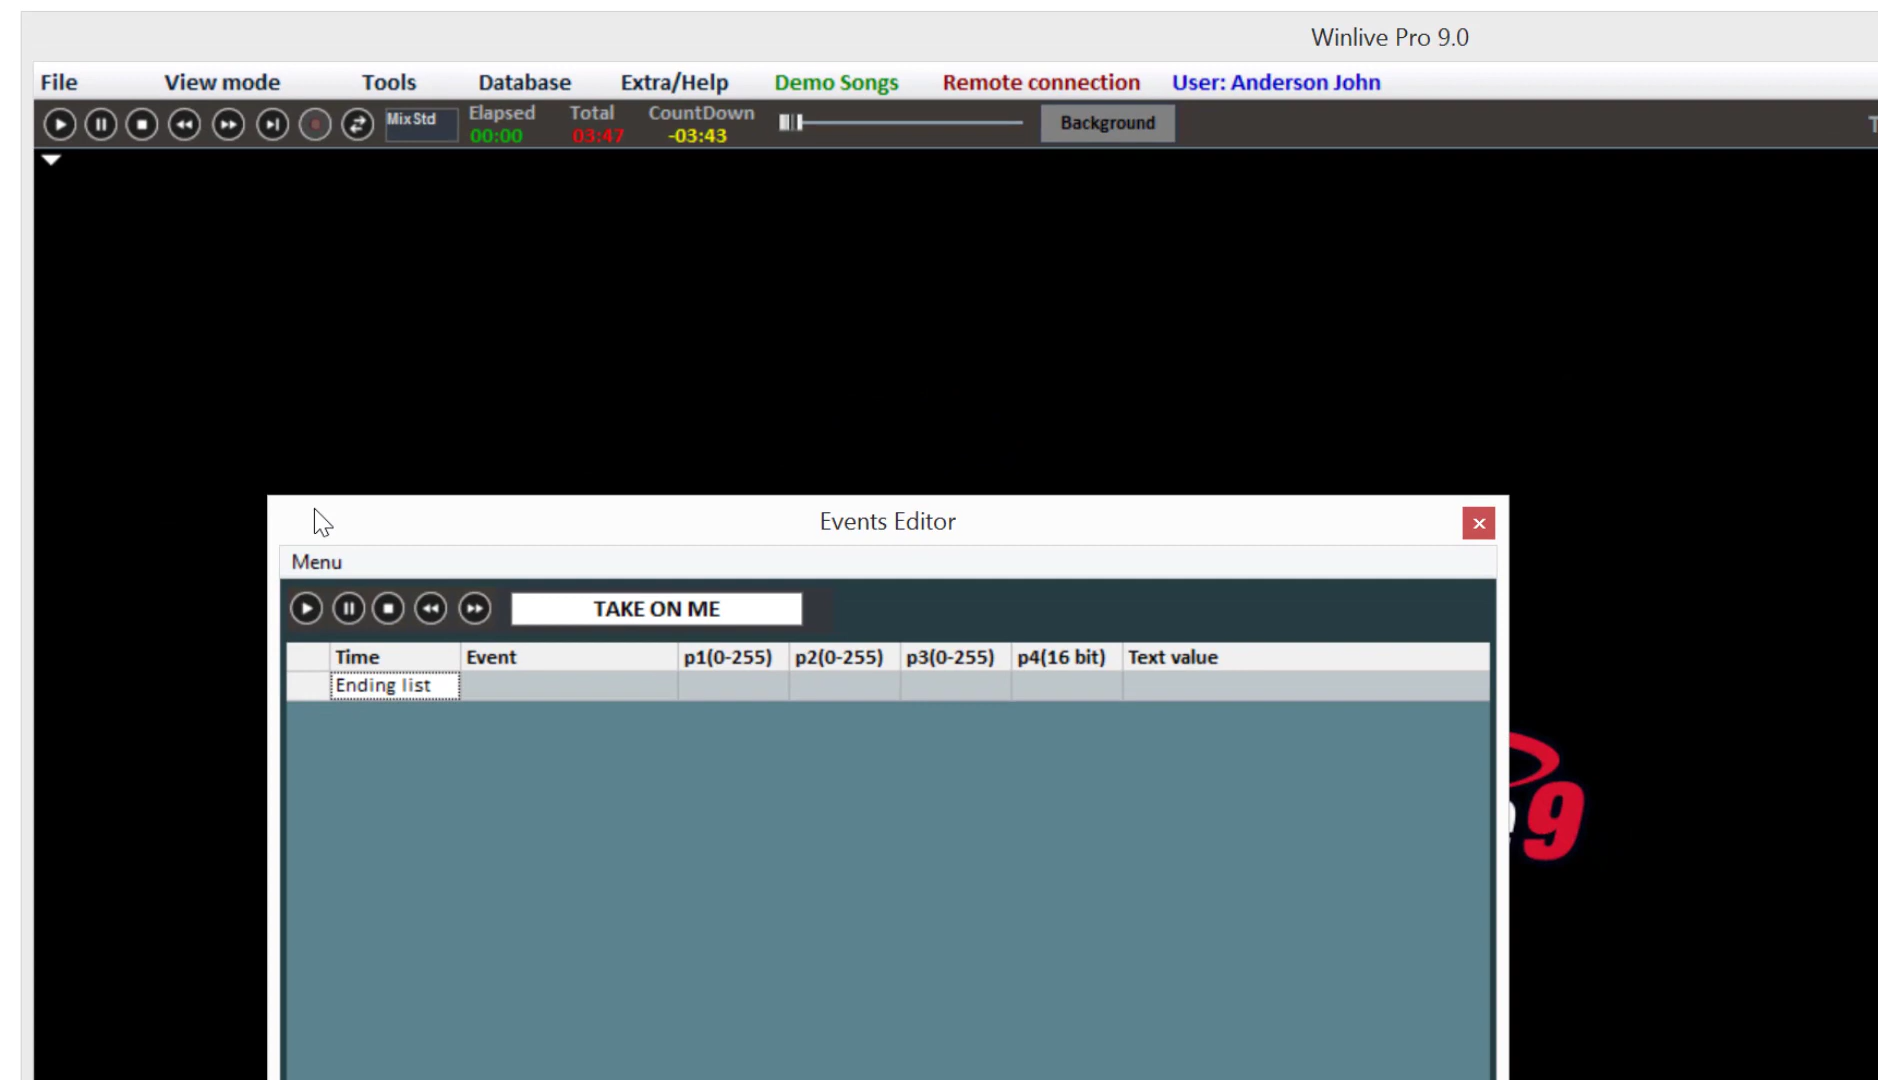 Winlive Pro 9.0
File View mode Tools Database Extra/Help Demo Songs Remote connection User: Anderson John
Mix Std Elapsed Total CountDown Background
00:00 03:47 -03:43
Events Editor
Menu
TAKE ON ME
Time Event p1(0-255) p2(0-255) p3(0-255) p4(16 bit) Text value
Ending list
9